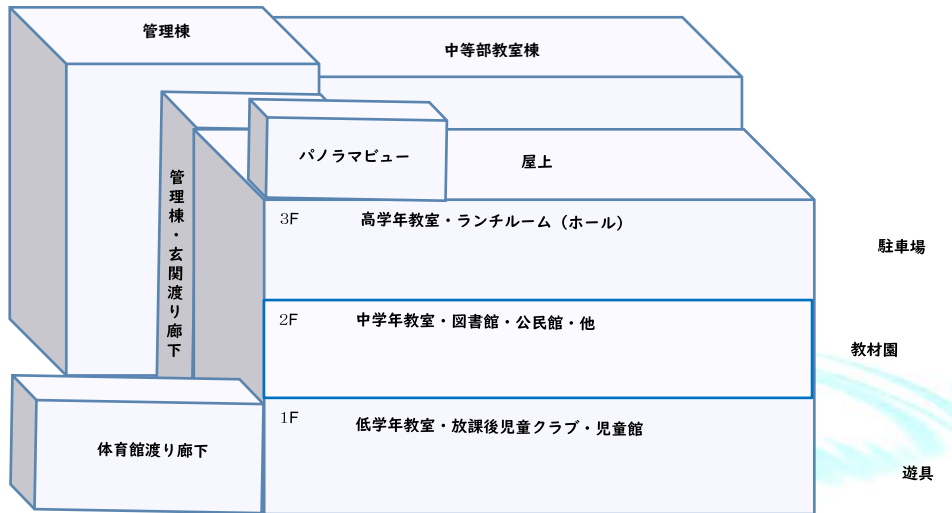 管理棟
中等部教室棟
パノラマビュー
屋上
管理棟・玄関渡り廊下
3F 高学年教室・ランチルーム（ホール）
駐車場
2F 中学年教室・図書館・公民館・他
教材園
1F 低学年教室・放課後児童クラブ・児童館
体育館渡り廊下
遊具